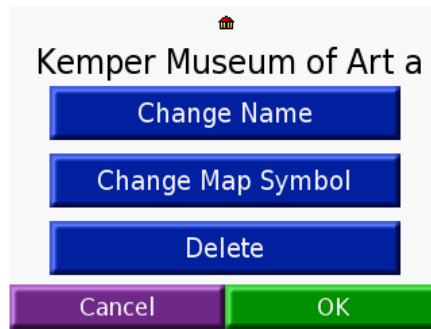 Kemper Museum of Art a
Change Name
Change Map Symbol
Delete
Cancel
OK